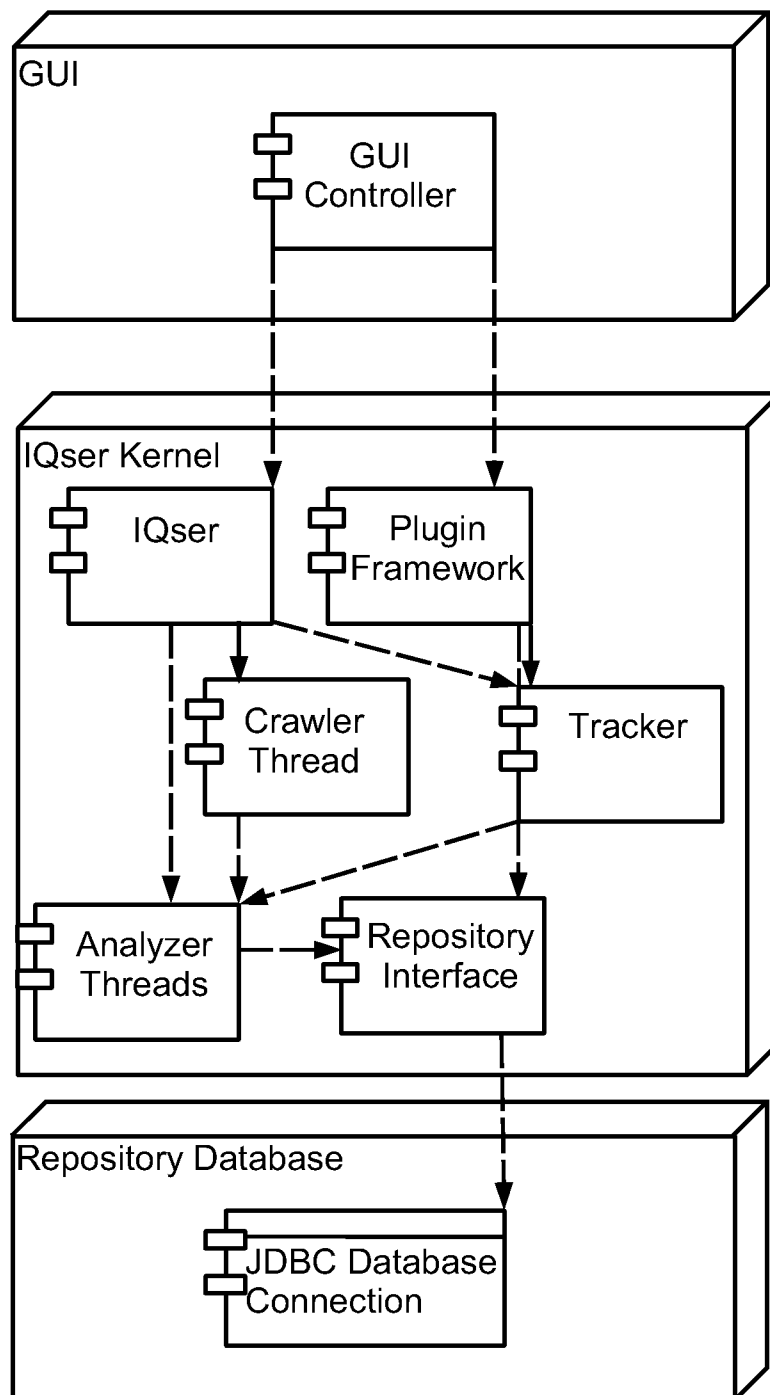 GUI
GUI
Controller
IQser Kernel
IQser
Plugin
Framework
Crawler
Thread
Tracker
Analyzer
Threads
Repository
Interface
Repository Database
JDBC Database
Connection